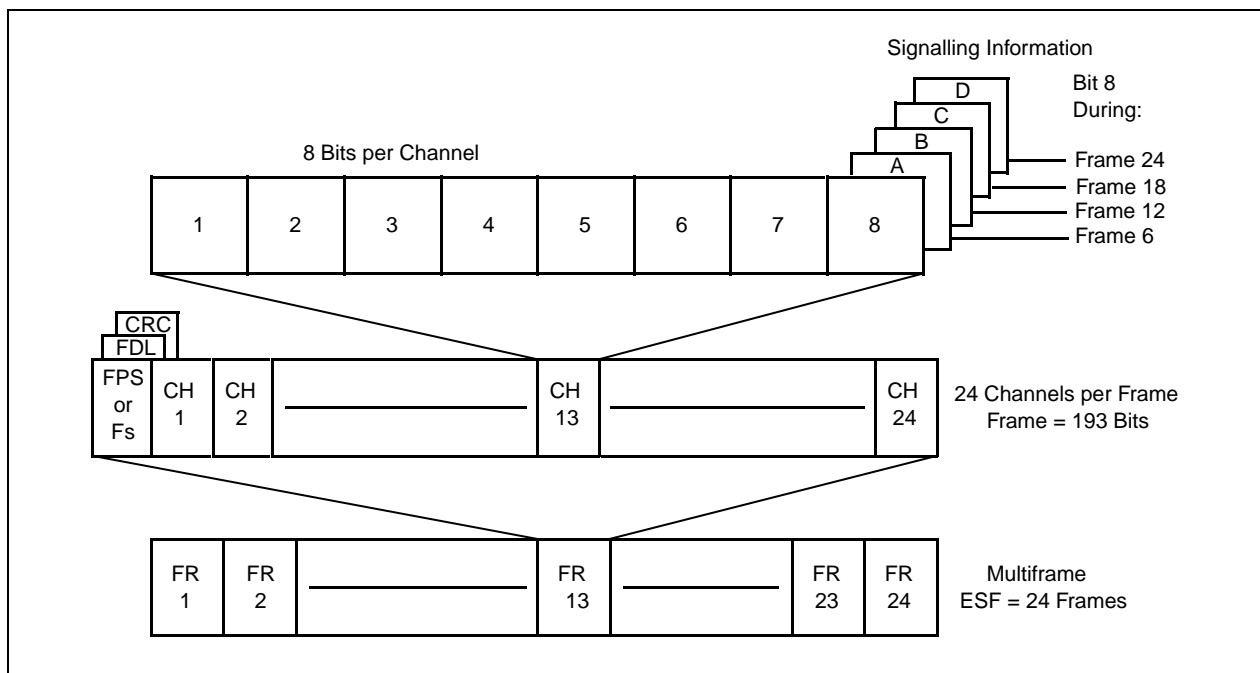 Signalling Information
Bit 8
During:
D
C
B
A
8 Bits per Channel
Frame 24
Frame 18
Frame 12
Frame 6
1 2 3 4 5 6 7 8
CRC
FDL
FPS
or
Fs
CH
1
CH
2
CH
13
CH
24
24 Channels per Frame
Frame = 193 Bits
FR
1
FR
2
FR
13
FR
23
FR
24
Multiframe
ESF = 24 Frames